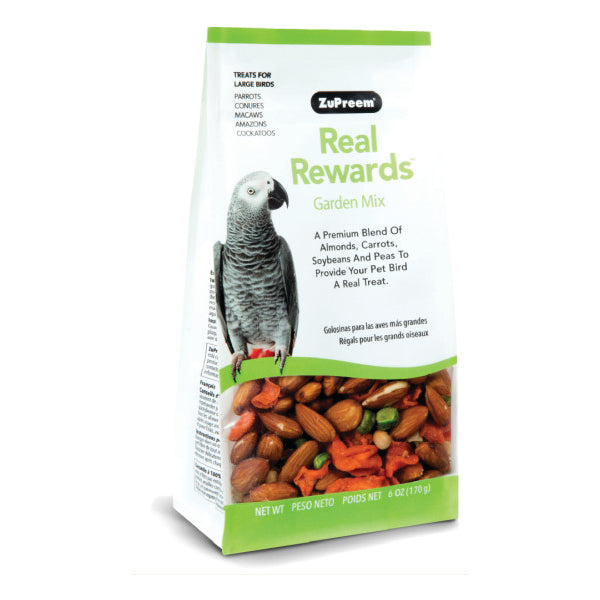 TREATS FOR
LARGE BIRDS
PARROTS
CONURES
MACAWS
AMAZONS
COCKATOOS
ZuPreem®
Real
Rewards™
Garden Mix
A Premium Blend Of
Almonds, Carrots,
Soybeans And Peas To
Provide Your Pet Bird
A Real Treat.
Golosinas para las aves más grandes
Régals pour les grands oiseaux
NET WT PESO NETO POIDS NET 6 OZ (170 g)